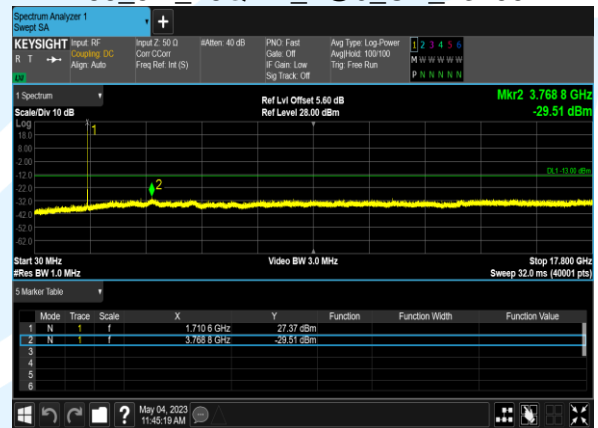 Spectrum Analyzer 1
Swept SA
+
KEYSIGHT Input: RF Input Z: 50 Ω #Atten: 40 dB PNO: Fast Avg Type: Log-Power 1 2 3 4 5 6
R T Coupling: DC Corr CCorr Gate: Off Avg|Hold: 100/100 M W W W W W
Align: Auto Freq Ref: Int (S) IF Gain: Low Trig: Free Run
Sig Track: Off P N N N N N
1 Spectrum Ref Lvl Offset 5.60 dB Mkr2 3.768 8 GHz
Scale/Div 10 dB Ref Level 28.00 dBm -29.51 dBm
Log
1
18.0
8.00
-2.00
-12.0 DL1 -13.00 dBm
-22.0 2
-32.0
-42.0
-52.0
-62.0
Start 30 MHz Video BW 3.0 MHz Stop 17.800 GHz
#Res BW 1.0 MHz Sweep 32.0 ms (40001 pts)
5 Marker Table
Mode Trace Scale X Y Function Function Width Function Value
1 N 1 f 1.710 6 GHz 27.37 dBm
2 N 1 f 3.768 8 GHz -29.51 dBm
3
4
5
6
? May 04, 2023
11:45:19 AM